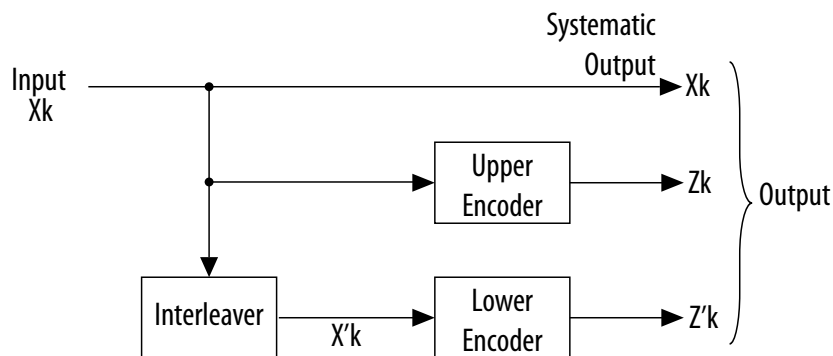 Systematic
Output
Input
Xk
Xk
Upper
Encoder
Zk
Output
Interleaver
X'k
Lower
Encoder
Z'k